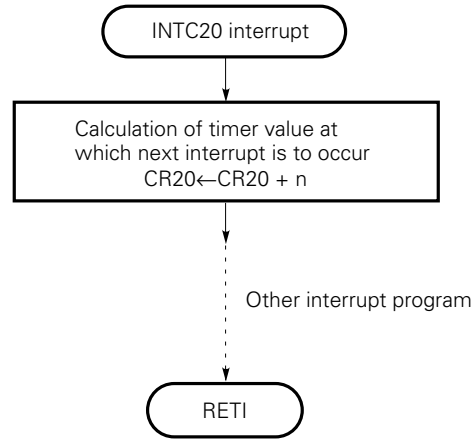 INTC20 interrupt
Calculation of timer value at
which next interrupt is to occur
CR20←CR20 + n
Other interrupt program
RETI